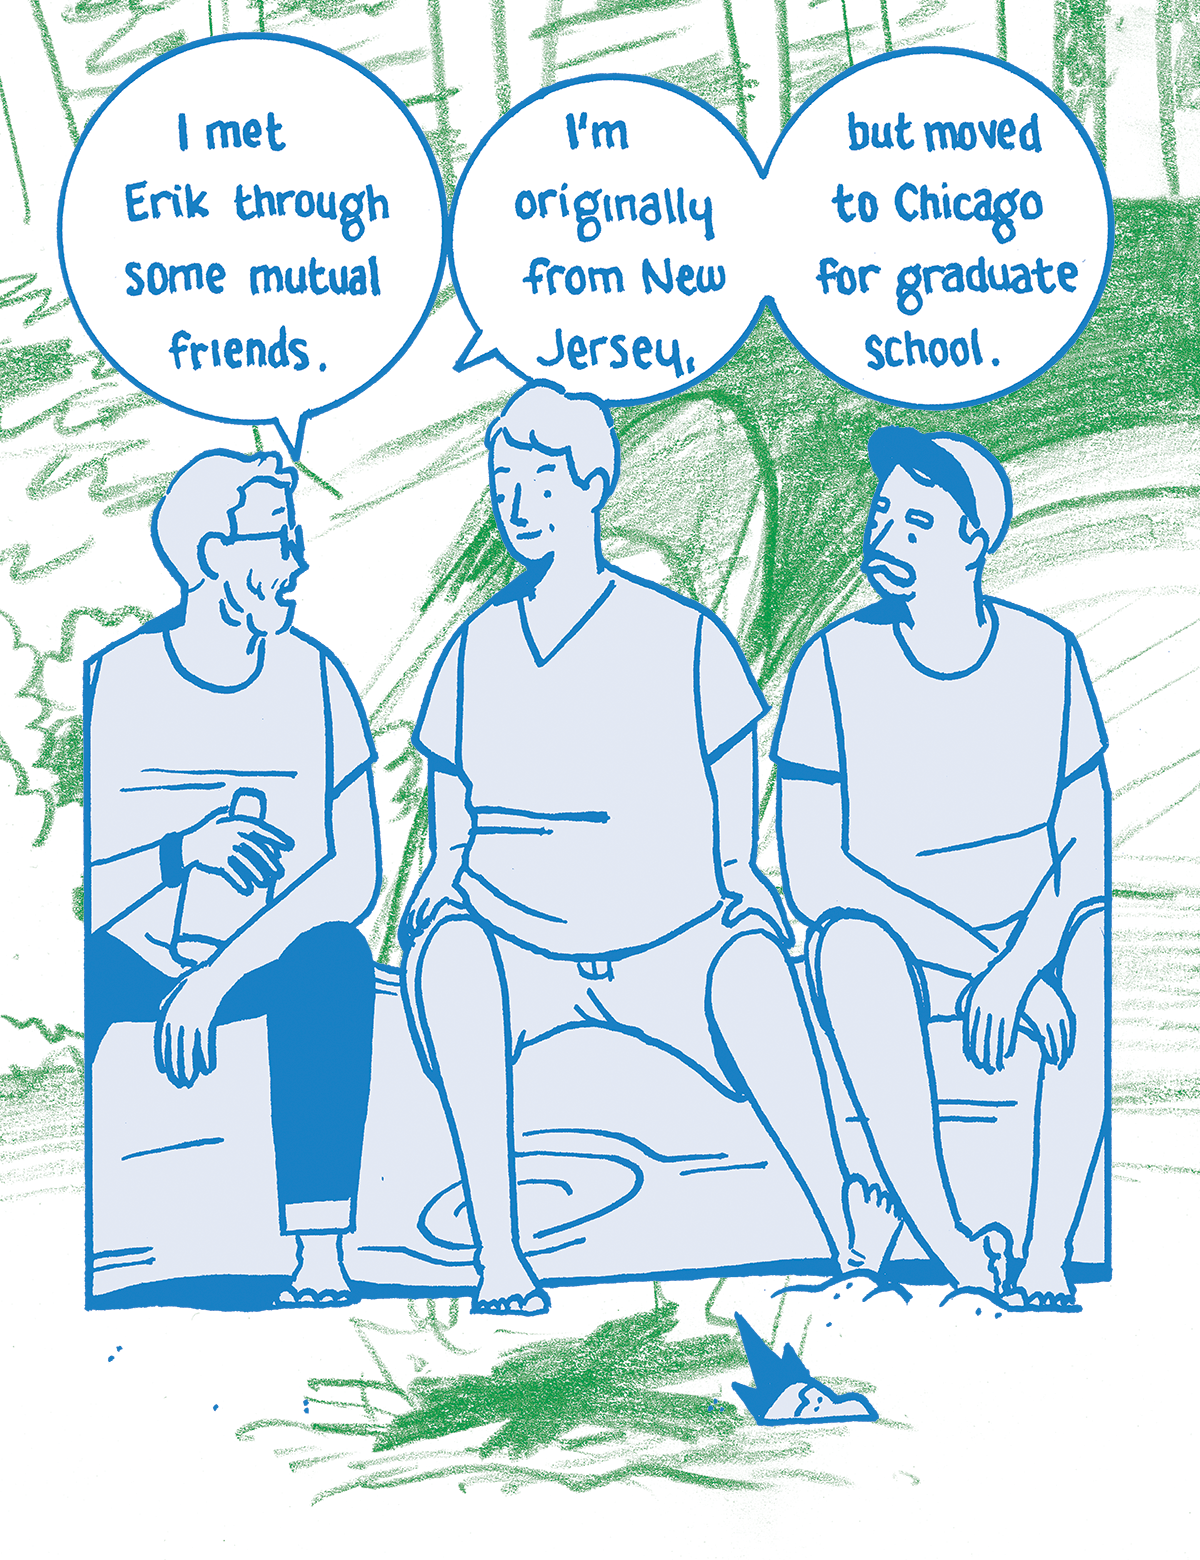 I met
Erik through
some mutual
friends.
I'm
originally
from New
Jersey,
but moved
to Chicago
for graduate
school.